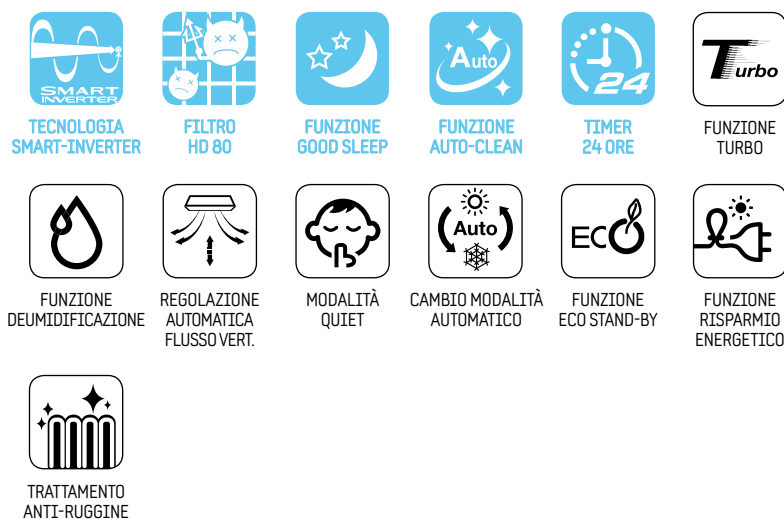 SMART
INVERTER
TECNOLOGIA
SMART-INVERTER
FILTRO
HD 80
FUNZIONE
GOOD SLEEP
Auto
FUNZIONE
AUTO-CLEAN
24
TIMER
24 ORE
Turbo
FUNZIONE
TURBO
FUNZIONE
DEUMIDIFICAZIONE
REGOLAZIONE
AUTOMATICA
FLUSSO VERT.
MODALITÀ
QUIET
Auto
CAMBIO MODALITÀ
AUTOMATICO
ECO
FUNZIONE
ECO STAND-BY
FUNZIONE
RISPARMIO
ENERGETICO
TRATTAMENTO
ANTI-RUGGINE